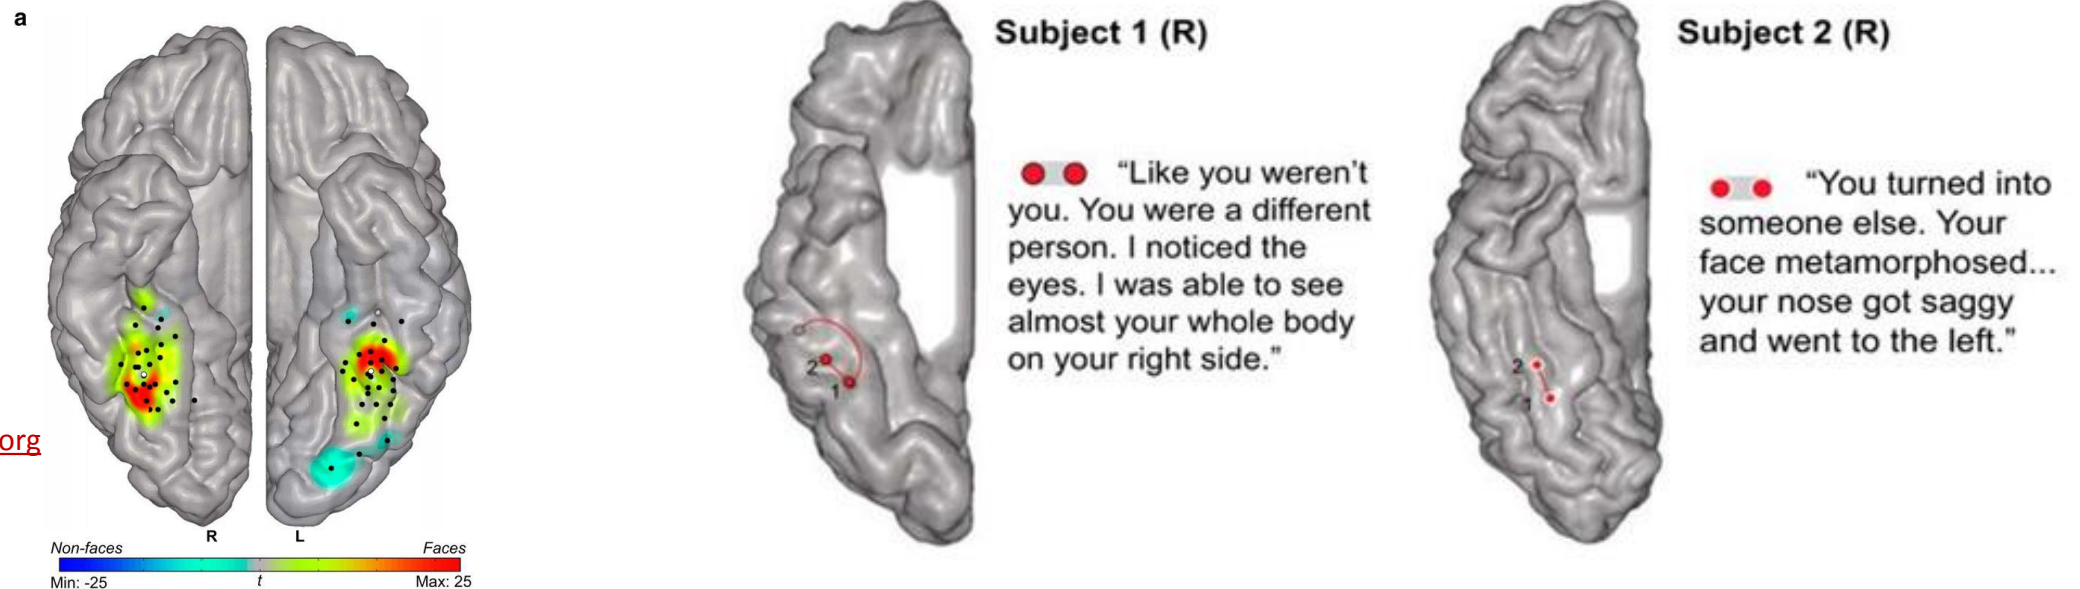 a
org
R L
Non-faces Faces
Min: -25 t Max: 25
Subject 1 (R)
“Like you weren’t
you. You were a different
person. I noticed the
eyes. I was able to see
almost your whole body
on your right side.”
2
1
Subject 2 (R)
“You turned into
someone else. Your
face metamorphosed...
your nose got saggy
and went to the left.”
2
1